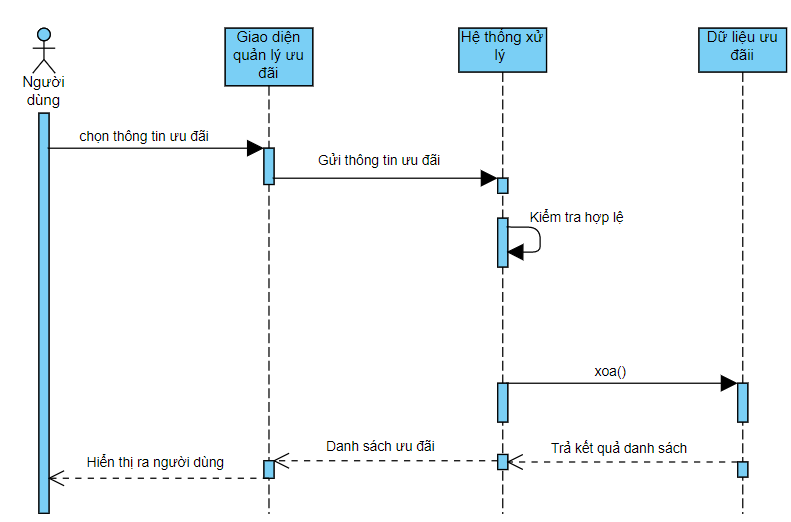 Giao diện
quản lý ưu
đãi
Hệ thống xử
lý
Dữ liệu ưu
đãii
Người
dùng
chọn thông tin ưu đãi
Gửi thông tin ưu đãi
Kiểm tra hợp lệ
xoa()
Danh sách ưu đãi
Trả kết quả danh sách
Hiển thị ra người dùng